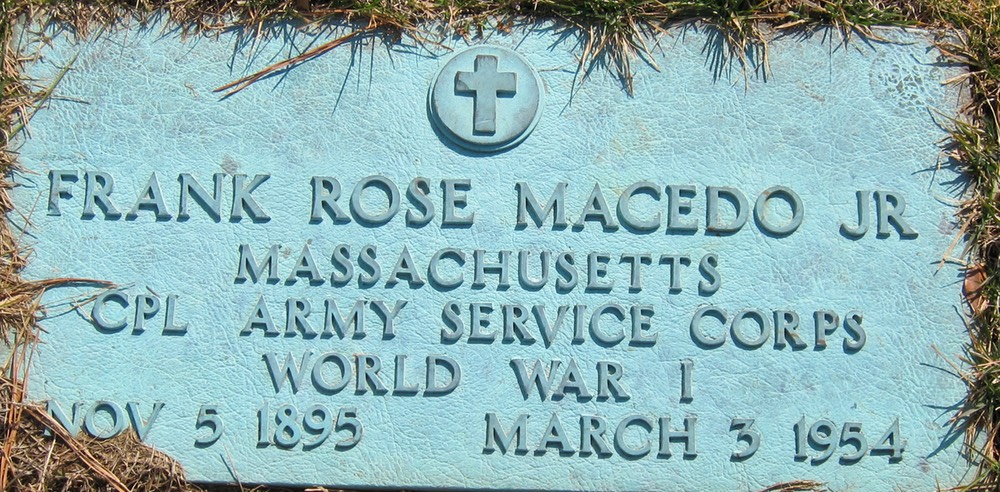 FRANK ROSE MACEDO JR
MASSACHUSETTS
CPL ARMY SERVICE CORPS
WORLD WAR I
NOV 5 1895 MARCH 3 1954